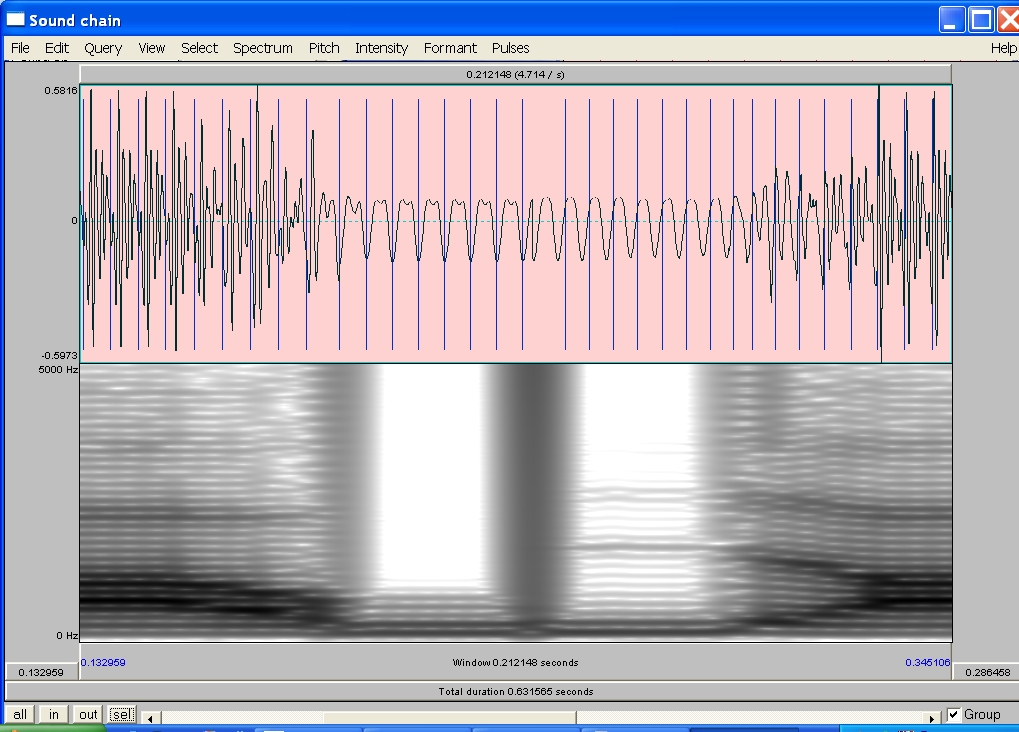 Sound chain
File Edit Query View Select Spectrum Pitch Intensity Formant Pulses Help
0.212148 (4.714 / s)
0.5816
0
-0.5973
5000 Hz
0 Hz
0.132959 Window 0.212148 seconds 0.345106
0.132959 0.286458
Total duration 0.631565 seconds
all in out sel Group